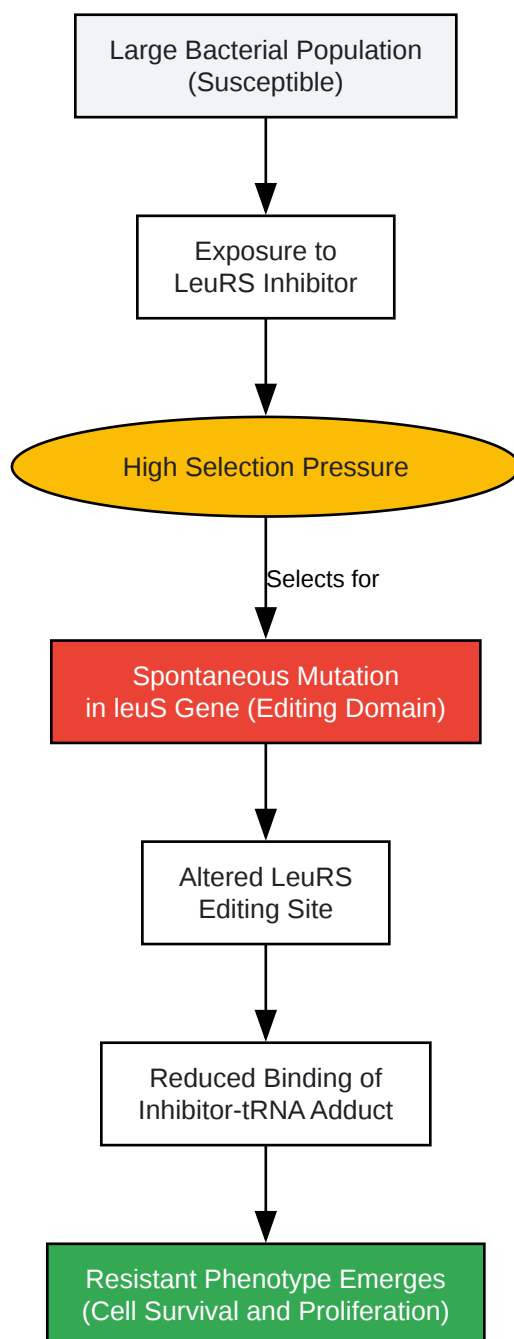 Large Bacterial Population
(Susceptible)
Exposure to
LeuRS Inhibitor
High Selection Pressure
Selects for
Spontaneous Mutation
in leuS Gene (Editing Domain)
Altered LeuRS
Editing Site
Reduced Binding of
Inhibitor-tRNA Adduct
Resistant Phenotype Emerges
(Cell Survival and Proliferation)